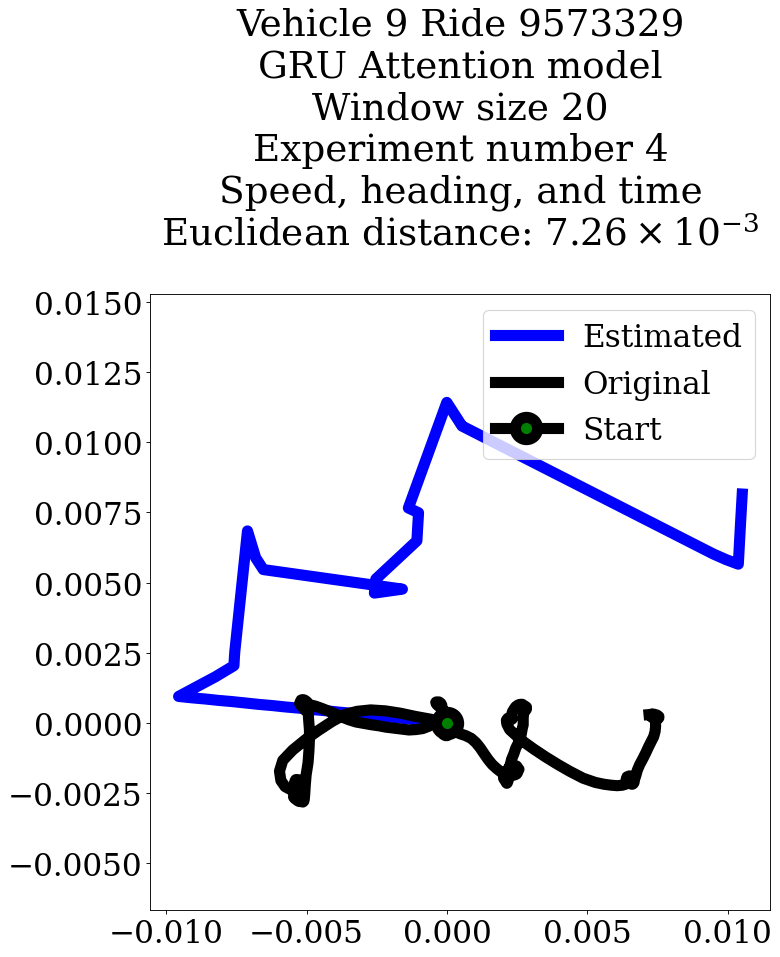 Vehicle 9 Ride 9573329
GRU Attention model
Window size 20
Experiment number 4
Speed, heading, and time
Euclidean distance: 7.26 × 10⁻³
Estimated
Original
Start
0.0150
0.0125
0.0100
0.0075
0.0050
0.0025
0.0000
−0.0025
−0.0050
−0.010 −0.005 0.000 0.005 0.010